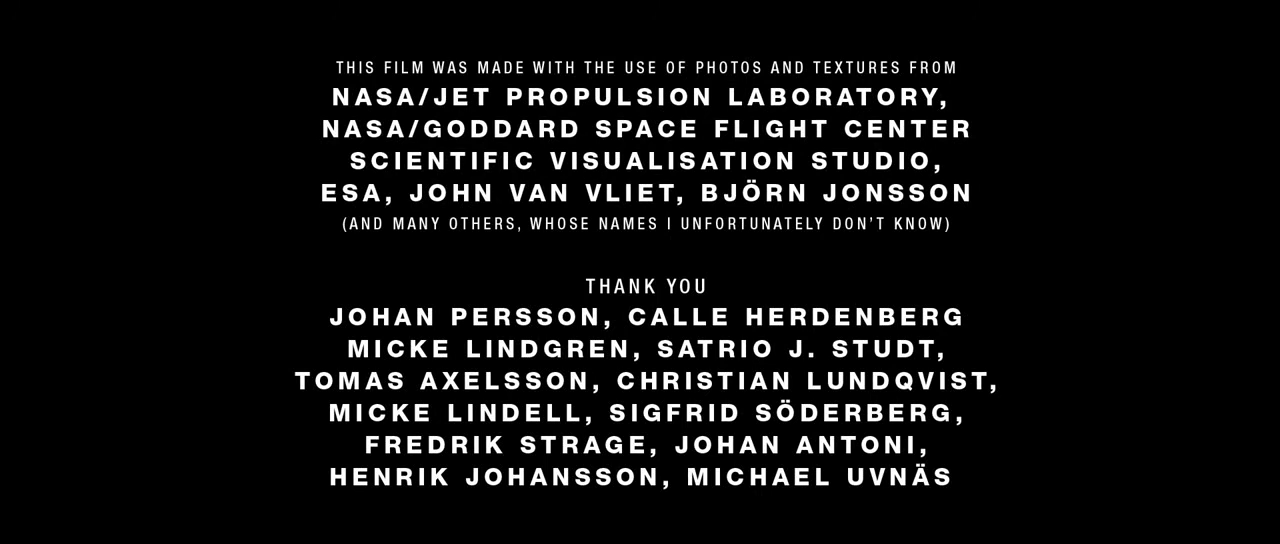 THIS FILM WAS MADE WITH THE USE OF PHOTOS AND TEXTURES FROM
NASA/JET PROPULSION LABORATORY,
NASA/GODDARD SPACE FLIGHT CENTER
SCIENTIFIC VISUALISATION STUDIO,
ESA, JOHN VAN VLIET, BJÖRN JONSSON
(AND MANY OTHERS, WHOSE NAMES I UNFORTUNATELY DON’T KNOW)
THANK YOU
JOHAN PERSSON, CALLE HERDENBERG
MICKE LINDGREN, SATRIO J. STUDT,
TOMAS AXELSSON, CHRISTIAN LUNDQVIST,
MICKE LINDELL, SIGFRID SÖDERBERG,
FREDRIK STRAGE, JOHAN ANTONI,
HENRIK JOHANSSON, MICHAEL UVNÄS